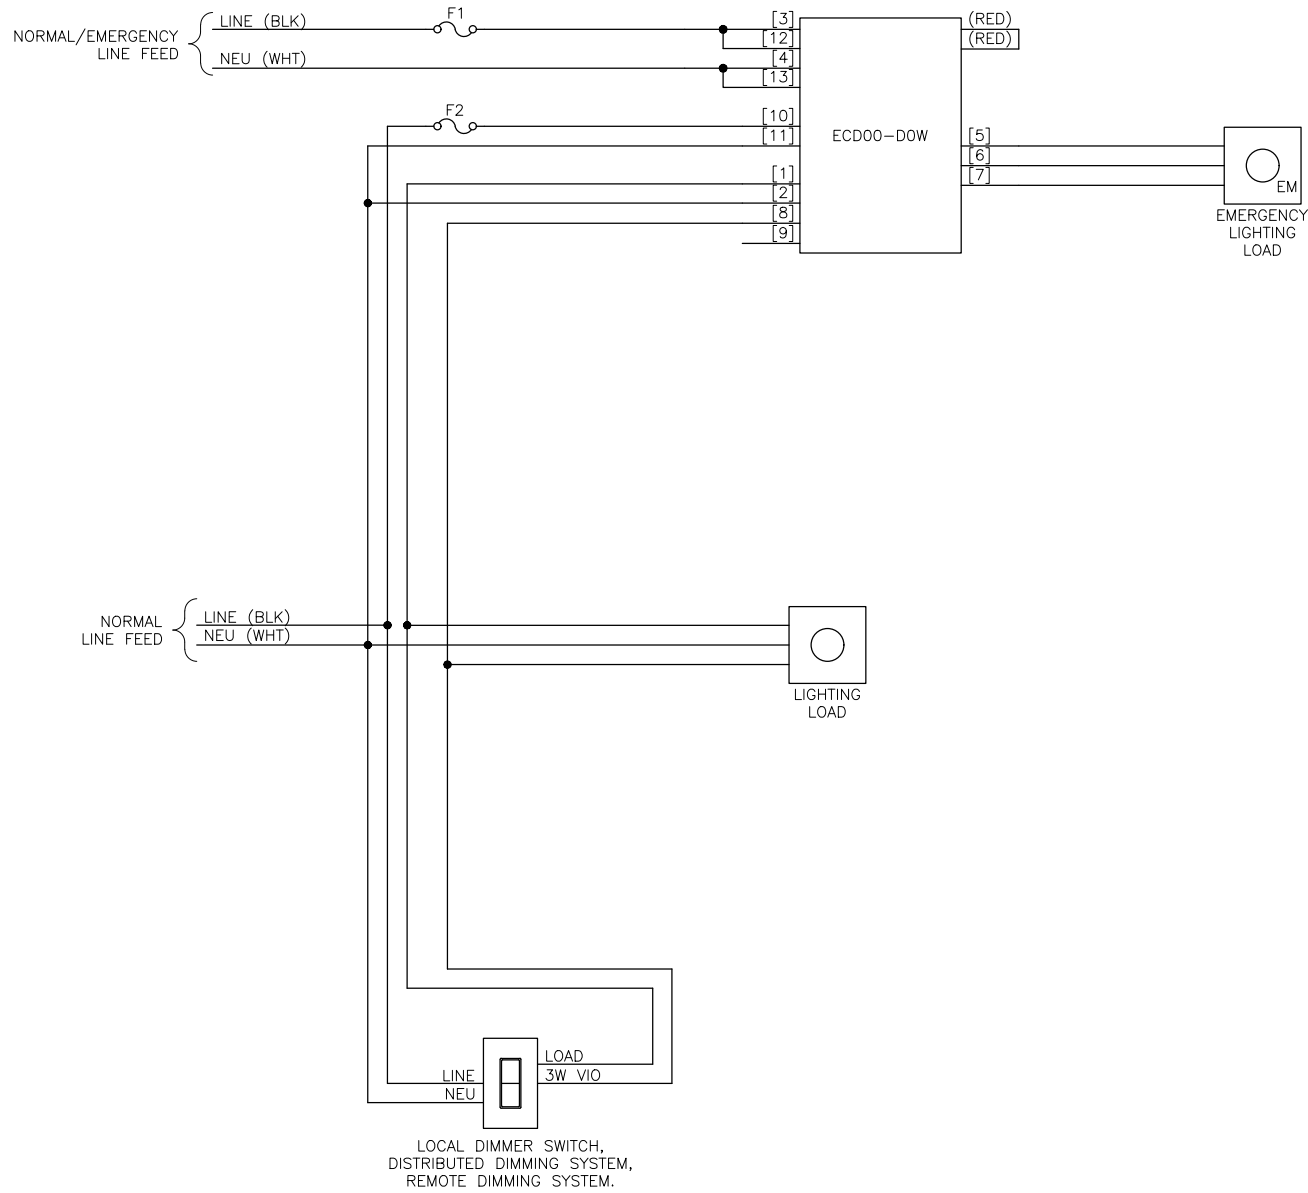 NORMAL/EMERGENCY
LINE FEED
LINE (BLK)
NEU (WHT)
F1
[3]
[12]
[4]
[13]
(RED)
(RED)
F2
[10]
[11]
[1]
[2]
[8]
[9]
ECD00-DOW
[5]
[6]
[7]
EM
EMERGENCY
LIGHTING
LOAD
NORMAL
LINE FEED
LINE (BLK)
NEU (WHT)
LIGHTING
LOAD
LINE
NEU
LOAD
3W VIO
LOCAL DIMMER SWITCH,
DISTRIBUTED DIMMING SYSTEM,
REMOTE DIMMING SYSTEM.